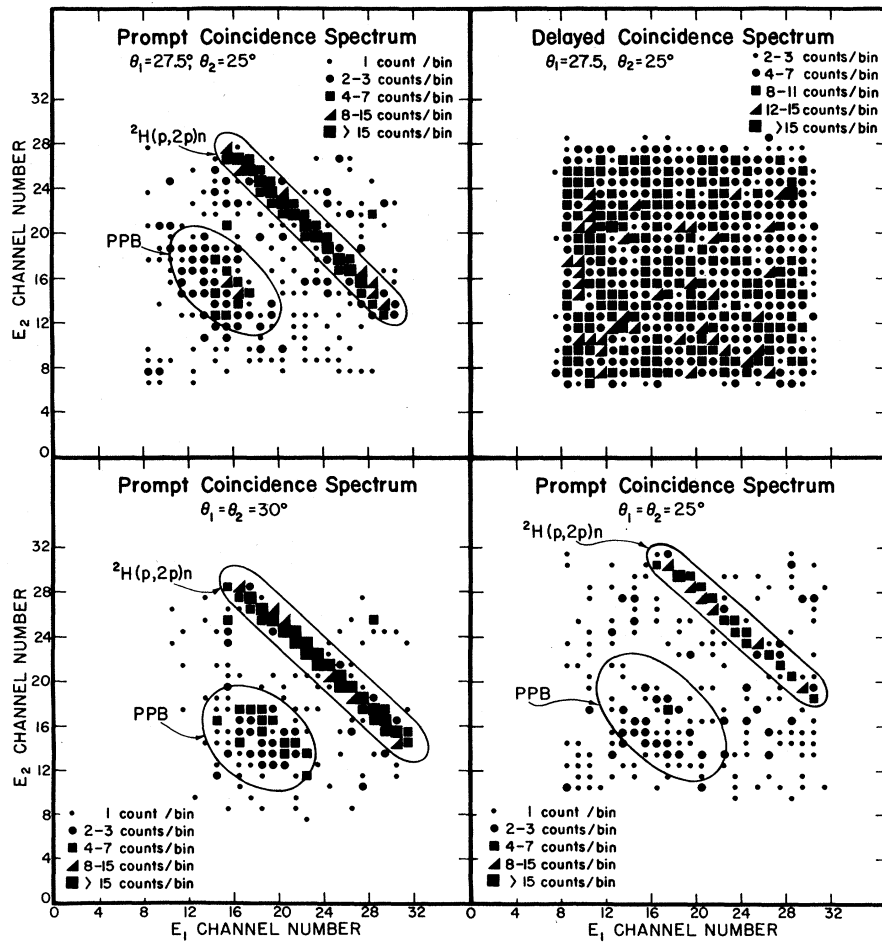 Prompt Coincidence Spectrum
θ₁=27.5°, θ₂=25°
• 1 count/bin
● 2–3 counts/bin
■ 4–7 counts/bin
◢ 8–15 counts/bin
■ > 15 counts/bin
²H(p,2p)n
PPB
E₂ CHANNEL NUMBER
32
28
24
20
16
12
8
4
0
Delayed Coincidence Spectrum
θ₁=27.5, θ₂=25°
• 2–3 counts/bin
● 4–7 counts/bin
■ 8–11 counts/bin
◢ 12–15 counts/bin
■ >15 counts/bin
Prompt Coincidence Spectrum
θ₁=θ₂=30°
²H(p,2p)n
PPB
E₂ CHANNEL NUMBER
32
28
24
20
16
12
8
4
0
• 1 count /bin
● 2–3 counts/bin
■ 4–7 counts/bin
◢ 8–15 counts/bin
■ > 15 counts/bin
0 4 8 12 16 20 24 28 32
E₁ CHANNEL NUMBER
Prompt Coincidence Spectrum
θ₁=θ₂=25°
²H(p,2p)n
PPB
• 1 count /bin
● 2–3 counts/bin
■ 4–7 counts/bin
◢ 8–15 counts/bin
■ > 15 counts/bin
0 4 8 12 16 20 24 28 32
E₁ CHANNEL NUMBER